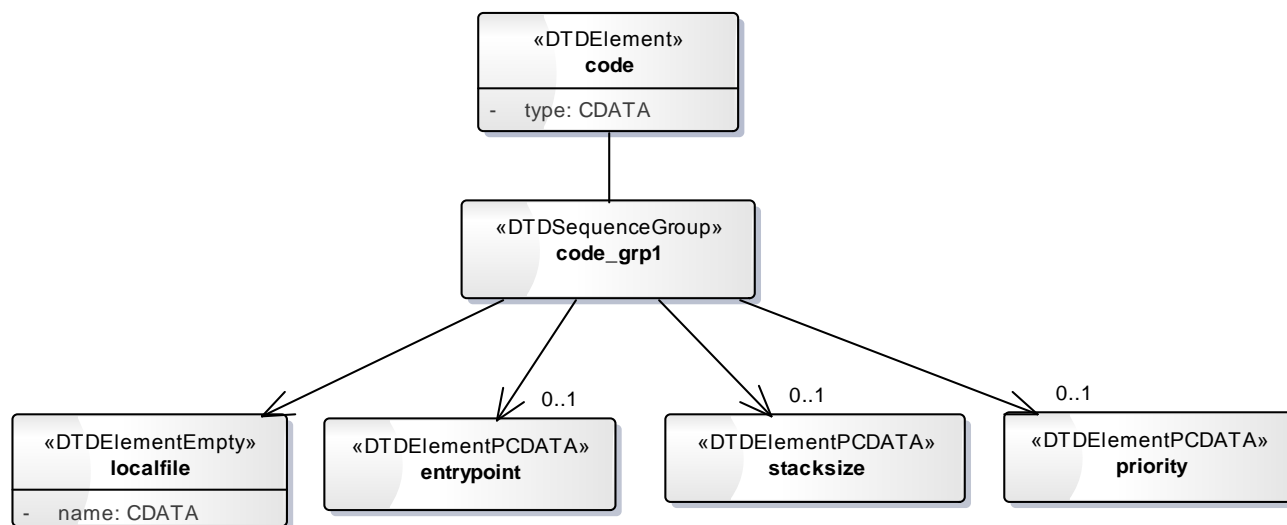 «DTDElement»
code
- type: CDATA
«DTDSequenceGroup»
code_grp1
0..1
0..1
0..1
«DTDElementEmpty»
localfile
- name: CDATA
«DTDElementPCDATA»
entrypoint
«DTDElementPCDATA»
stacksize
«DTDElementPCDATA»
priority